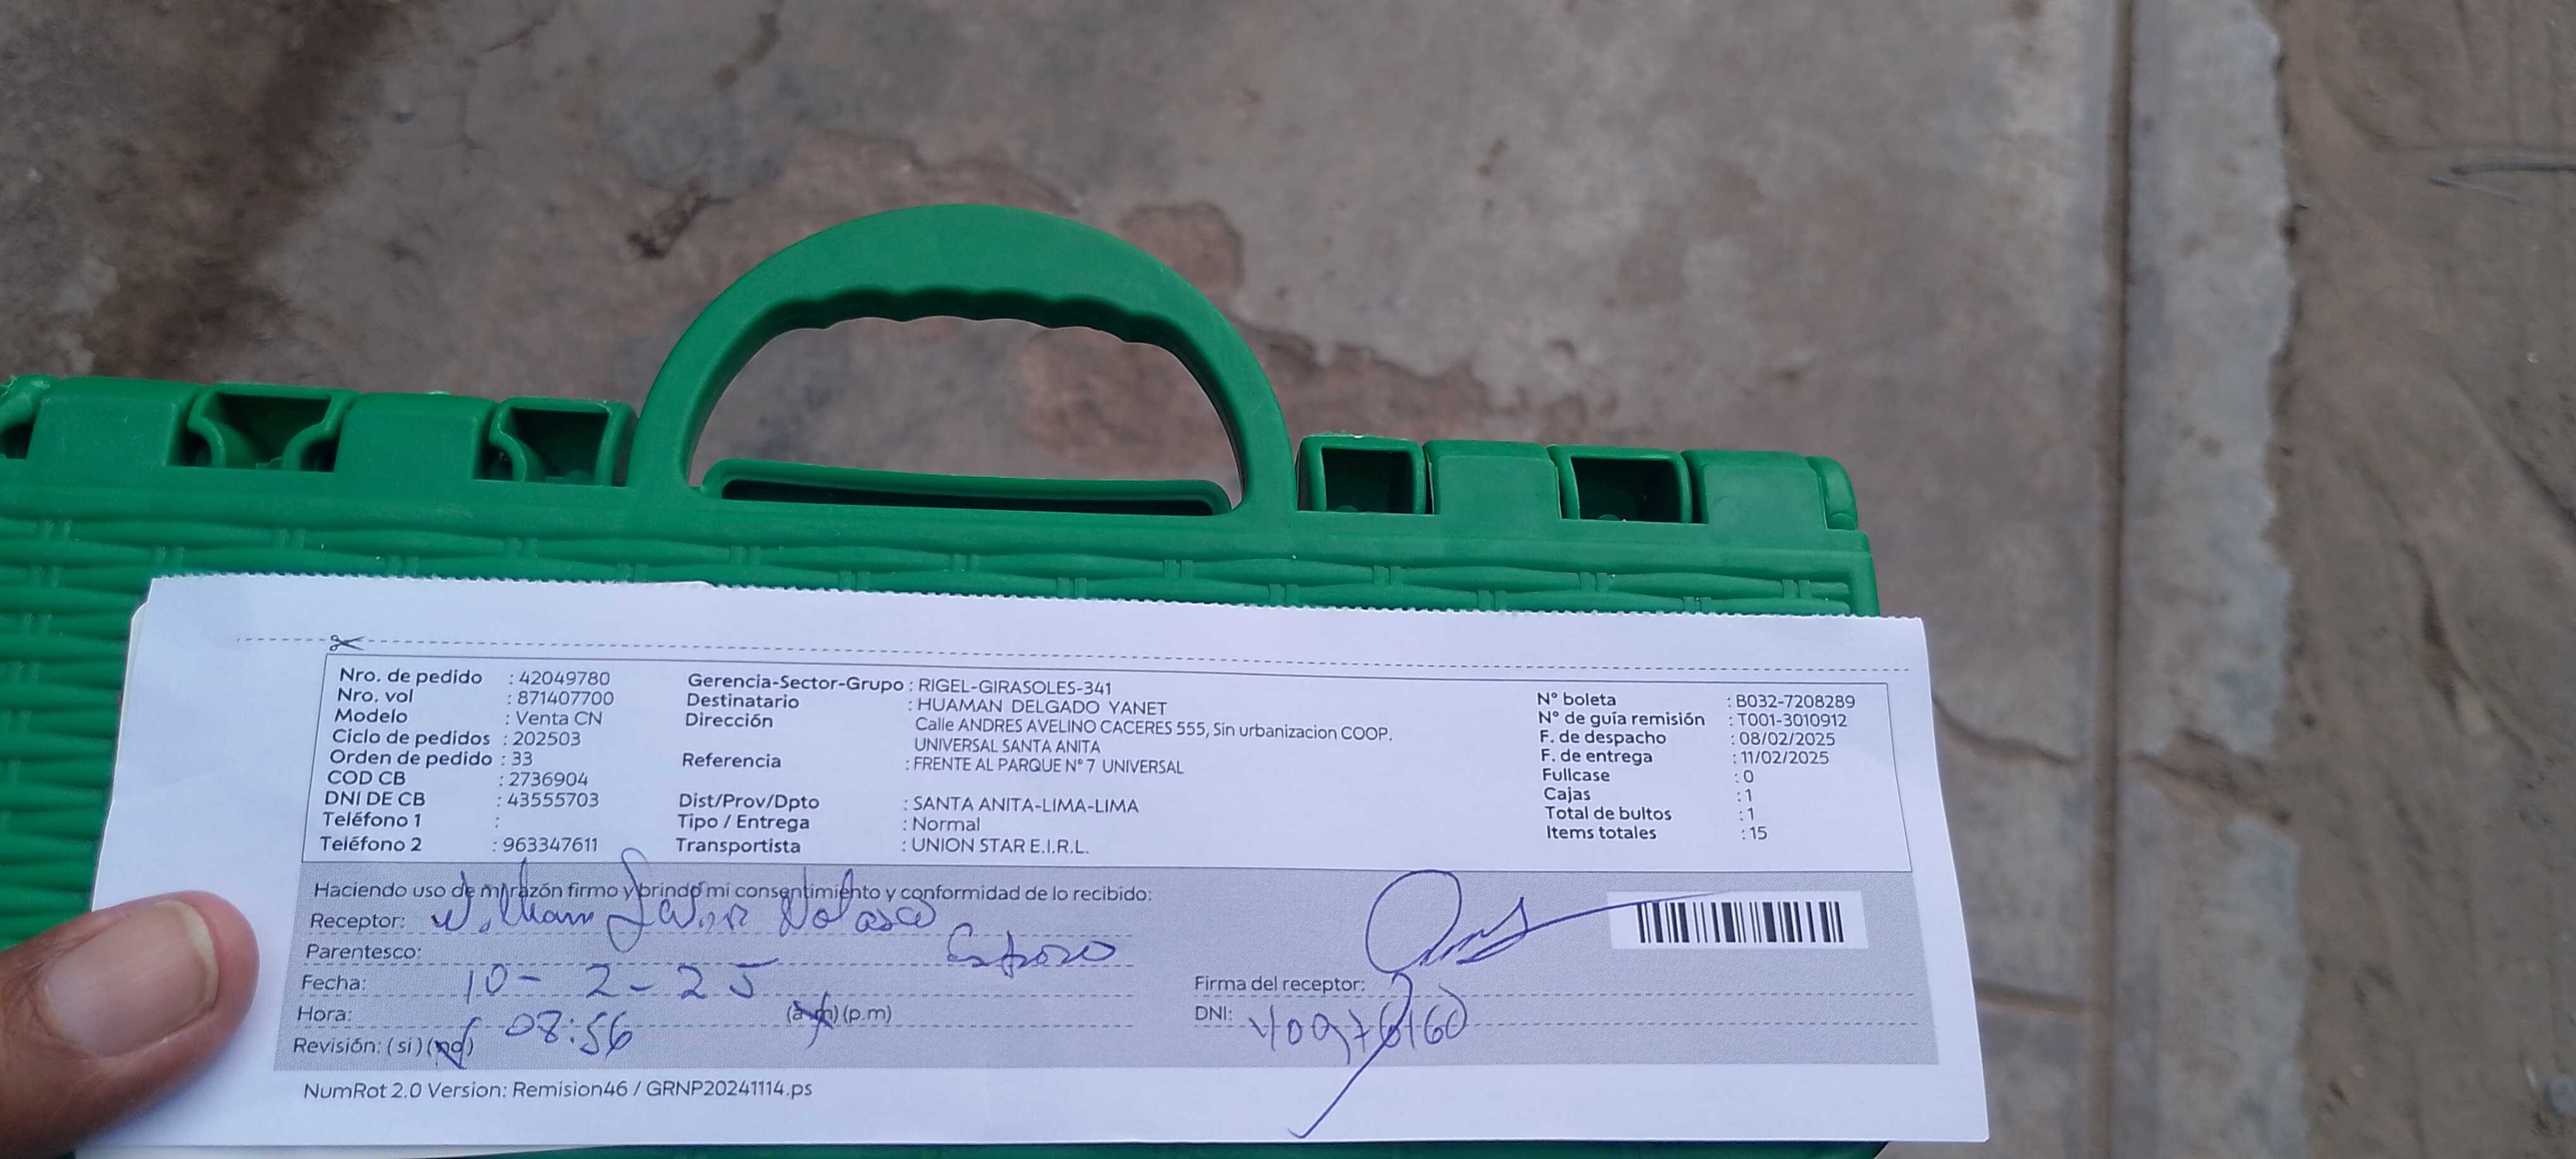 Nro. de pedido : 42049780
Nro. vol : 871407700
Modelo : Venta CN
Ciclo de pedidos : 202503
Orden de pedido : 33
COD CB : 2736904
DNI DE CB : 43555703
Teléfono 1 :
Teléfono 2 : 963347611
Gerencia-Sector-Grupo : RIGEL-GIRASOLES-341
Destinatario : HUAMAN DELGADO YANET
Dirección Calle ANDRES AVELINO CACERES 555, Sin urbanizacion COOP.
UNIVERSAL SANTA ANITA
Referencia : FRENTE AL PARQUE N° 7 UNIVERSAL
Dist/Prov/Dpto : SANTA ANITA-LIMA-LIMA
Tipo / Entrega : Normal
Transportista : UNION STAR E.I.R.L.
N° boleta : B032-7208289
N° de guía remisión : T001-3010912
F. de despacho : 08/02/2025
F. de entrega : 11/02/2025
Fullcase : 0
Cajas : 1
Total de bultos : 1
Items totales : 15
Haciendo uso de mi razón firmo y brindo mi consentimiento y conformidad de lo recibido:
Receptor: William Nolasco
Parentesco: Esposo
Fecha: 10-2-25
Hora: 08:56 (a.m) (p.m)
Revisión: (si) (no)
Firma del receptor:
DNI: 40976160
NumRot 2.0 Version: Remision46 / GRNP20241114.ps